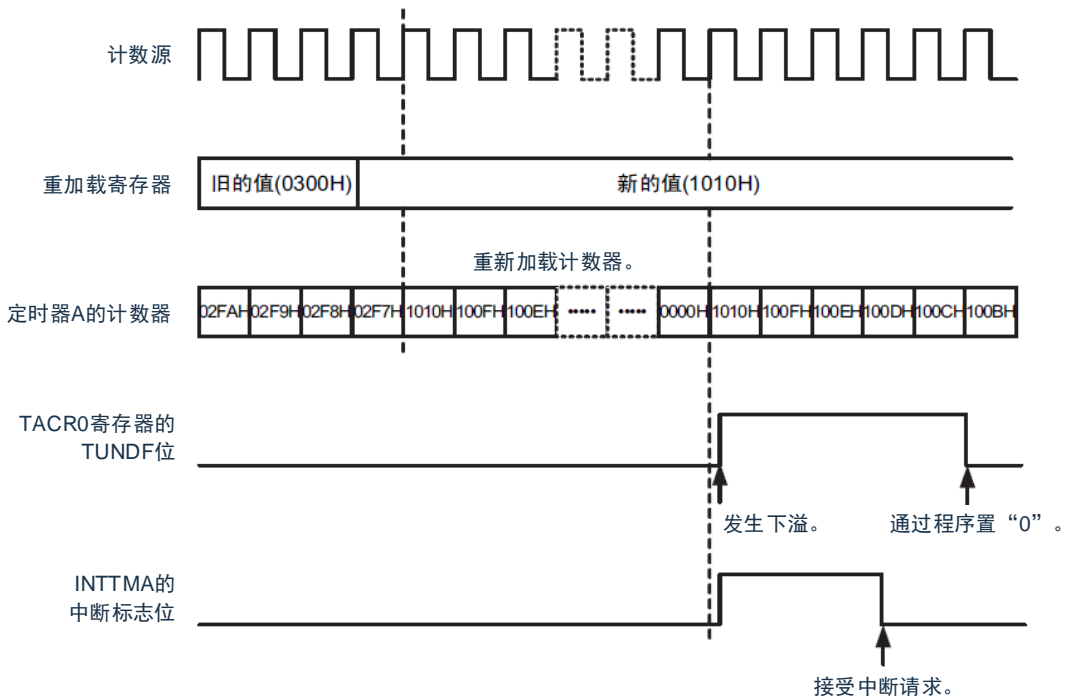 计数源
重加载寄存器
旧的值(0300H)
新的值(1010H)
重新加载计数器。
定时器A的计数器
02FAH 02F9H 02F8H 02F7H 1010H 100FH 100EH ••••• ••••• 0000H 1010H 100FH 100EH 100DH 100CH 100BH
TACR0寄存器的
TUNDF位
发生下溢。
通过程序置“0”。
INTTMA的
中断标志位
接受中断请求。